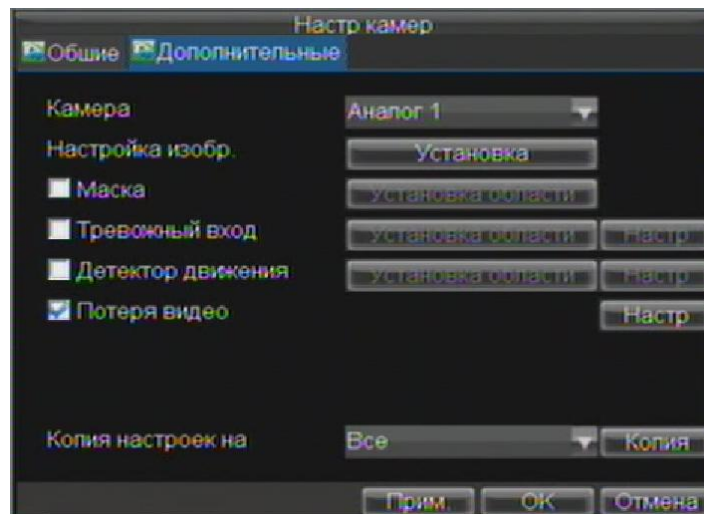 Настр камер
Обшие Дополнительные
Камера Аналог 1
Настройка изобр. Установка
Маска Установка области
Тревожный вход Установка области Настр
Детектор движения Установка области Настр
Потеря видео Настр
Копия настроек на Все Копия
Прим. OK Отмена